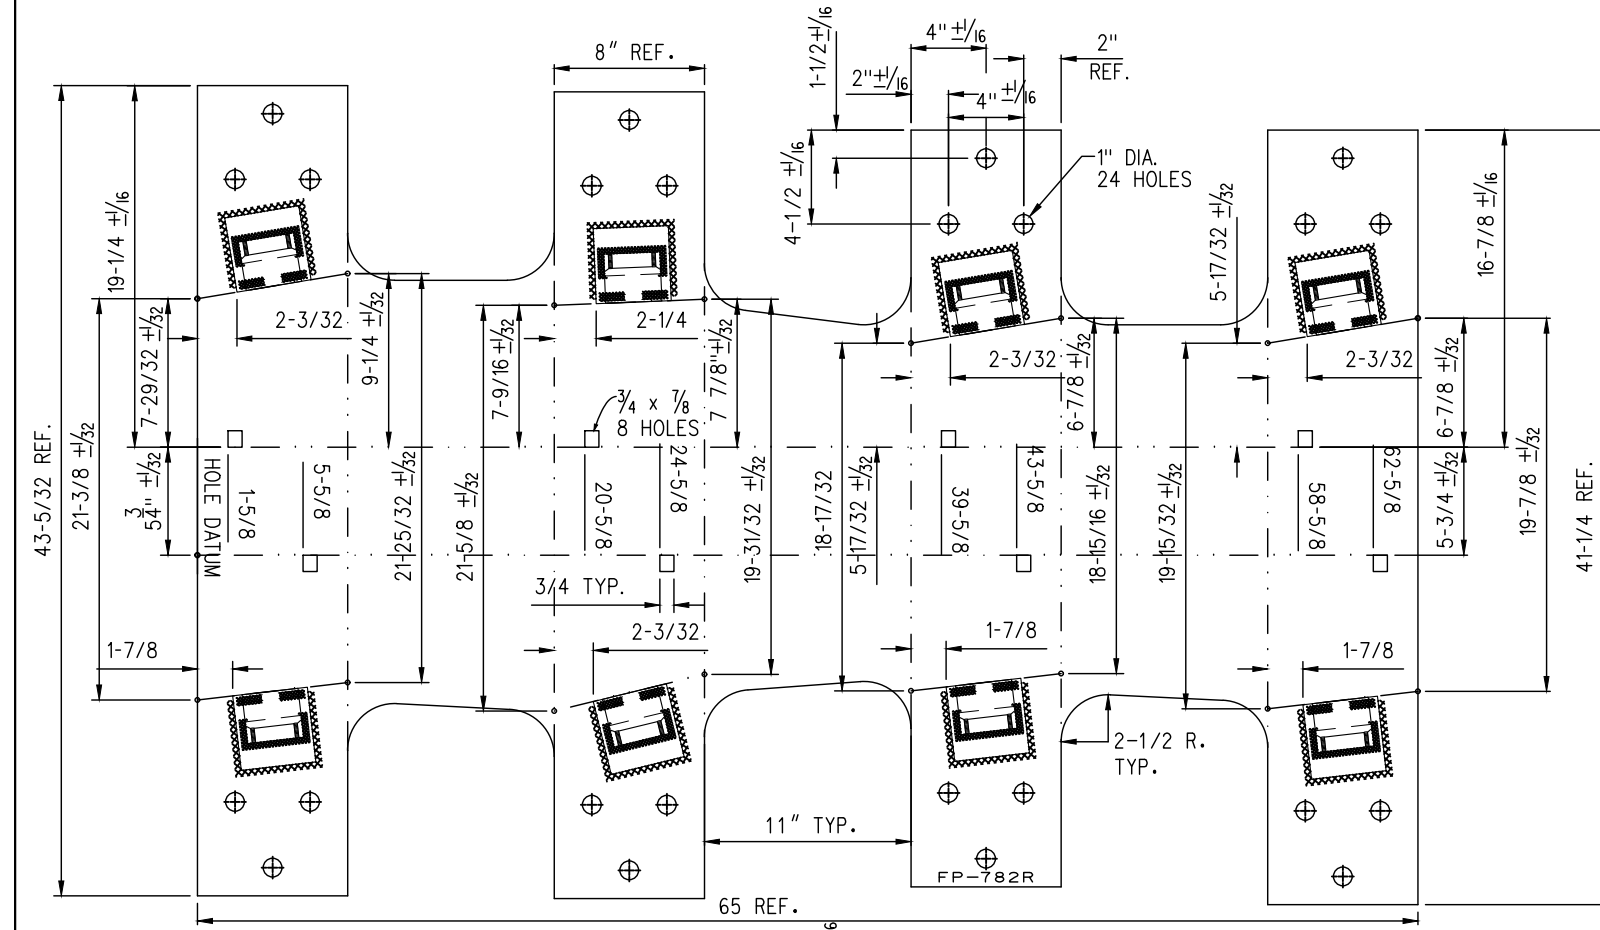 8" REF.
1-1/2 ±1/16
4" ±1/16
2"
REF.
2" ±1/16
4" ±1/16
4-1/2 ±1/16
1" DIA.
24 HOLES
5-17/32 ±1/32
16-7/8 ±1/16
19-1/4 ±1/16
7-29/32 ±1/32
2-3/32
9-1/4 ±1/32
7-9/16 ±1/32
2-1/4
7 7/8" ±1/32
2-3/32
6-7/8 ±1/32
2-3/32
6-7/8 ±1/32
3/4 x 7/8
8 HOLES
43-5/32 REF.
21-3/8 ±1/32
3
54" ±1/32
HOLE DATUM
1-5/8
5-5/8
21-25/32 ±1/32
21-5/8 ±1/32
20-5/8
24-5/8
19-31/32 ±1/32
18-17/32
5-17/32 ±1/32
39-5/8
43-5/8
18-15/16 ±1/32
19-15/32 ±1/32
58-5/8
62-5/8
5-3/4 ±1/32
19-7/8 ±1/32
41-1/4 REF.
3/4 TYP.
1-7/8
2-3/32
1-7/8
1-7/8
2-1/2 R.
TYP.
11" TYP.
FP-782R
65 REF.